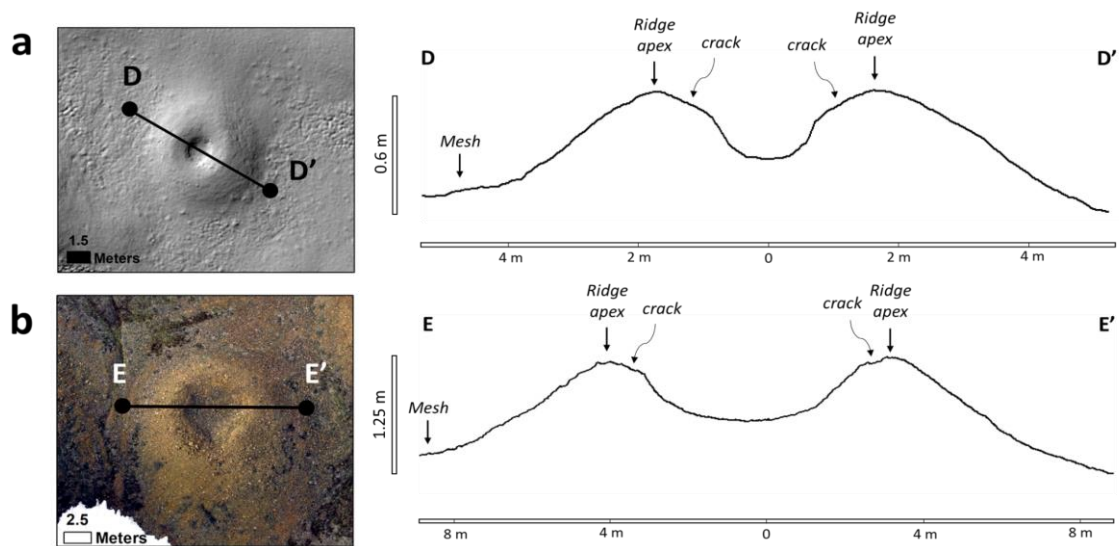 a
D
D’
1.5
Meters
D
Ridge
apex
crack
crack
Ridge
apex
D’
Mesh
0.6 m
4 m
2 m
0
2 m
4 m
b
E
E’
2.5
Meters
E
Ridge
apex
crack
crack
Ridge
apex
E’
Mesh
1.25 m
8 m
4 m
0
4 m
8 m